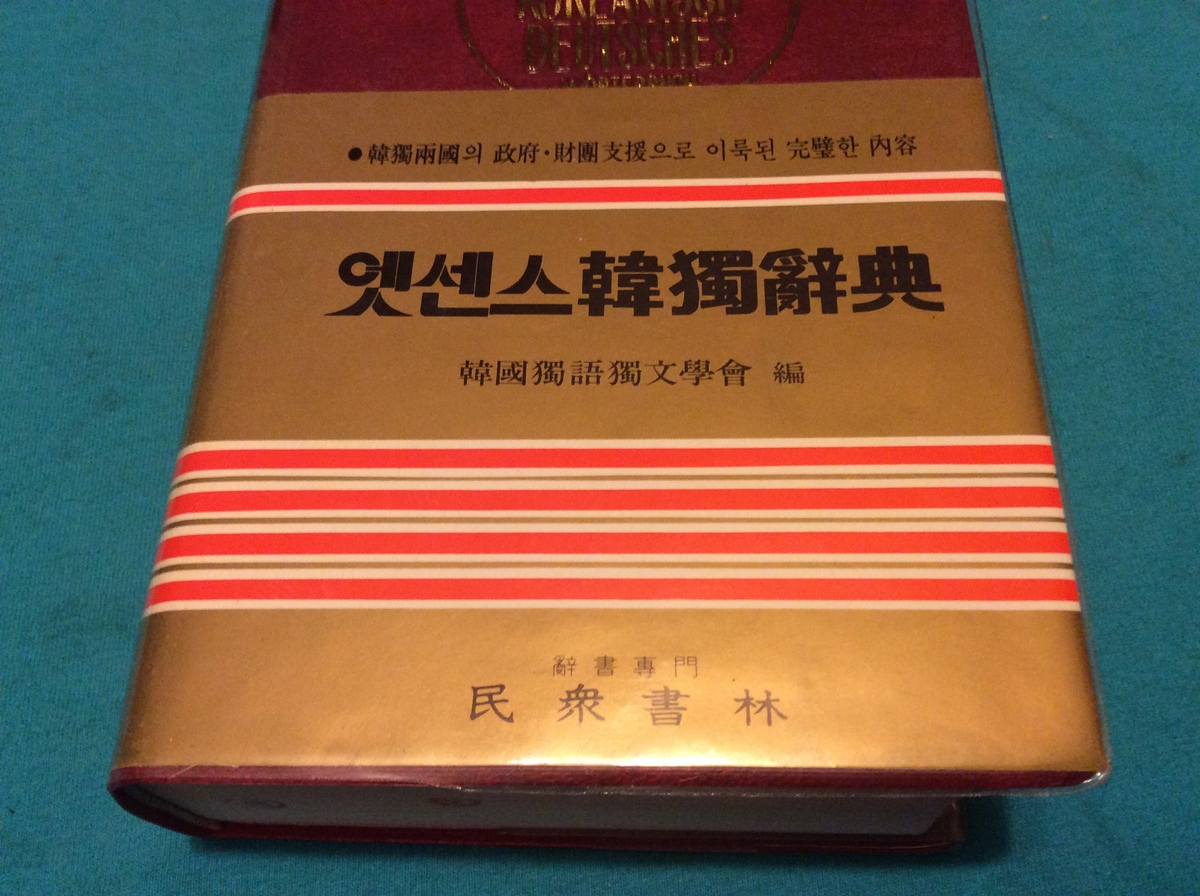 KOREANISCH
DEUTSCHES
WÖRTERBUCH
●韓獨兩國의 政府·財團支援으로 이룩된 完璧한 內容
엣센스韓獨辭典
韓國獨語獨文學會 編
辭書專門
民衆書林